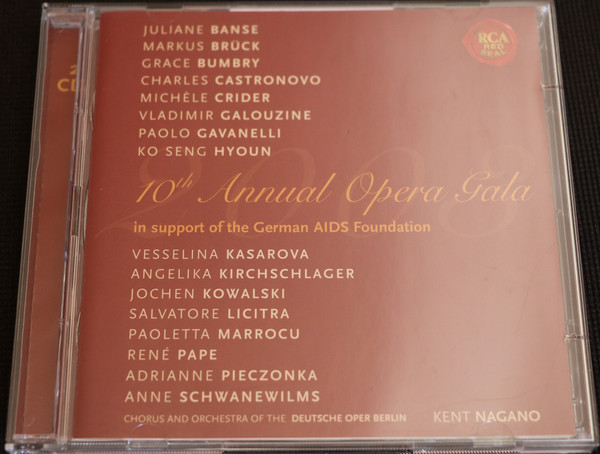 JULIANE BANSE
MARKUS BRÜCK
GRACE BUMBRY
CHARLES CASTRONOVO
MICHÈLE CRIDER
VLADIMIR GALOUZINE
PAOLO GAVANELLI
KO SENG HYOUN
RCA
RED
SEAL
2
CD
2008
10th Annual Opera Gala
in support of the German AIDS Foundation
VESSELINA KASAROVA
ANGELIKA KIRCHSCHLAGER
JOCHEN KOWALSKI
SALVATORE LICITRA
PAOLETTA MARROCU
RENÉ PAPE
ADRIANNE PIECZONKA
ANNE SCHWANEWILMS
CHORUS AND ORCHESTRA OF THE DEUTSCHE OPER BERLIN KENT NAGANO